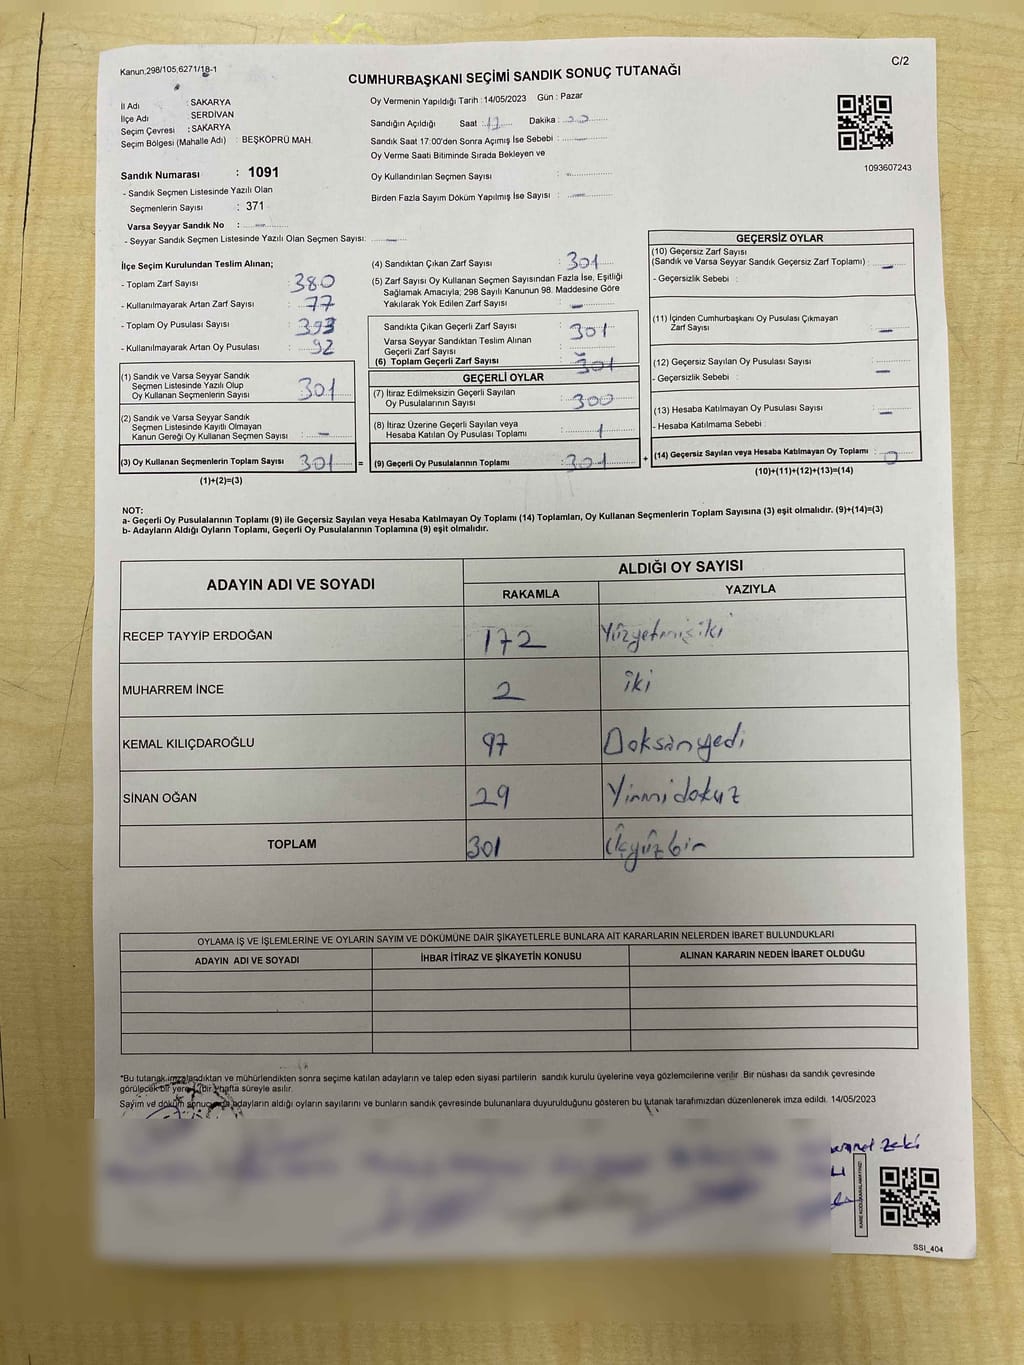 Kanun,298/105,6271/18-1
C/2
CUMHURBAŞKANI SEÇİMİ SANDIK SONUÇ TUTANAĞI
İl Adı : SAKARYA
İlçe Adı SERDİVAN
Seçim Çevresi : SAKARYA
Seçim Bölgesi (Mahalle Adı) : BEŞKÖPRÜ MAH.
Oy Vermenin Yapıldığı Tarih : 14/05/2023 Gün : Pazar
Sandığın Açıldığı Saat : 17 Dakika :
Sandık Saat 17:00'den Sonra Açımış İse Sebebi :
Oy Verme Saati Bitiminde Sırada Bekleyen ve
Oy Kullandırılan Seçmen Sayısı :
Birden Fazla Sayım Döküm Yapılmış İse Sayısı :
1093607243
Sandık Numarası : 1091
- Sandık Seçmen Listesinde Yazılı Olan
Seçmenlerin Sayısı : 371
Varsa Seyyar Sandık No :
- Seyyar Sandık Seçmen Listesinde Yazılı Olan Seçmen Sayısı:
İlçe Seçim Kurulundan Teslim Alınan;
- Toplam Zarf Sayısı : 380
- Kullanılmayarak Artan Zarf Sayısı : 77
- Toplam Oy Pusulası Sayısı : 393
- Kullanılmayarak Artan Oy Pusulası : 92
(1) Sandık ve Varsa Seyyar Sandık
Seçmen Listesinde Yazılı Olup
Oy Kullanan Seçmenlerin Sayısı : 301
(2) Sandık ve Varsa Seyyar Sandık
Seçmen Listesinde Kayıtlı Olmayan
Kanun Gereği Oy Kullanan Seçmen Sayısı : –
(3) Oy Kullanan Seçmenlerin Toplam Sayısı : 301 =
(1)+(2)=(3)
(4) Sandıktan Çıkan Zarf Sayısı : 301
(5) Zarf Sayısı Oy Kullanan Seçmen Sayısından Fazla İse, Eşitliği
Sağlamak Amacıyla; 298 Sayılı Kanunun 98. Maddesine Göre
Yakılarak Yok Edilen Zarf Sayısı : –
Sandıkta Çıkan Geçerli Zarf Sayısı : 301
Varsa Seyyar Sandıktan Teslim Alınan
Geçerli Zarf Sayısı : –
(6) Toplam Geçerli Zarf Sayısı : 301
GEÇERLİ OYLAR
(7) İtiraz Edilmeksizin Geçerli Sayılan
Oy Pusulalarının Sayısı : 300
(8) İtiraz Üzerine Geçerli Sayılan veya
Hesaba Katılan Oy Pusulası Toplamı : 1
(9) Geçerli Oy Pusulalarının Toplamı : 301 +
GEÇERSİZ OYLAR
(10) Geçersiz Zarf Sayısı
(Sandık ve Varsa Seyyar Sandık Geçersiz Zarf Toplamı) : –
- Geçersizlik Sebebi :
(11) İçinden Cumhurbaşkanı Oy Pusulası Çıkmayan
Zarf Sayısı : –
(12) Geçersiz Sayılan Oy Pusulası Sayısı : –
- Geçersizlik Sebebi :
(13) Hesaba Katılmayan Oy Pusulası Sayısı : –
- Hesaba Katılmama Sebebi :
(14) Geçersiz Sayılan veya Hesaba Katılmayan Oy Toplamı : 0
(10)+(11)+(12)+(13)=(14)
NOT:
a- Geçerli Oy Pusulalarının Toplamı (9) ile Geçersiz Sayılan veya Hesaba Katılmayan Oy Toplamı (14) Toplamları, Oy Kullanan Seçmenlerin Toplam Sayısına (3) eşit olmalıdır. (9)+(14)=(3)
b- Adayların Aldığı Oyların Toplamı, Geçerli Oy Pusulalarının Toplamına (9) eşit olmalıdır.
ADAYIN ADI VE SOYADI
ALDIĞI OY SAYISI
RAKAMLA YAZIYLA
RECEP TAYYİP ERDOĞAN 172 Yüzyetmişiki
MUHARREM İNCE 2 iki
KEMAL KILIÇDAROĞLU 97 Doksanyedi
SİNAN OĞAN 29 Yirmidokuz
TOPLAM 301 Üçyüzbir
OYLAMA İŞ VE İŞLEMLERİNE VE OYLARIN SAYIM VE DÖKÜMÜNE DAİR ŞİKAYETLERLE BUNLARA AİT KARARLARIN NELERDEN İBARET BULUNDUKLARI
ADAYIN ADI VE SOYADI İHBAR İTİRAZ VE ŞİKAYETİN KONUSU ALINAN KARARIN NEDEN İBARET OLDUĞU
*Bu tutanak imzalandıktan ve mühürlendikten sonra seçime katılan adayların ve talep eden siyasi partilerin sandık kurulu üyelerine veya gözlemcilerine verilir. Bir nüshası da sandık çevresinde
görülecek bir yere bir hafta süreyle asılır.
Sayım ve döküm sonucunda adayların aldığı oyların sayılarını ve bunların sandık çevresinde bulunanlara duyurulduğunu gösteren bu tutanak tarafımızdan düzenlenerek imza edildi. 14/05/2023
Zeki
SSI_404